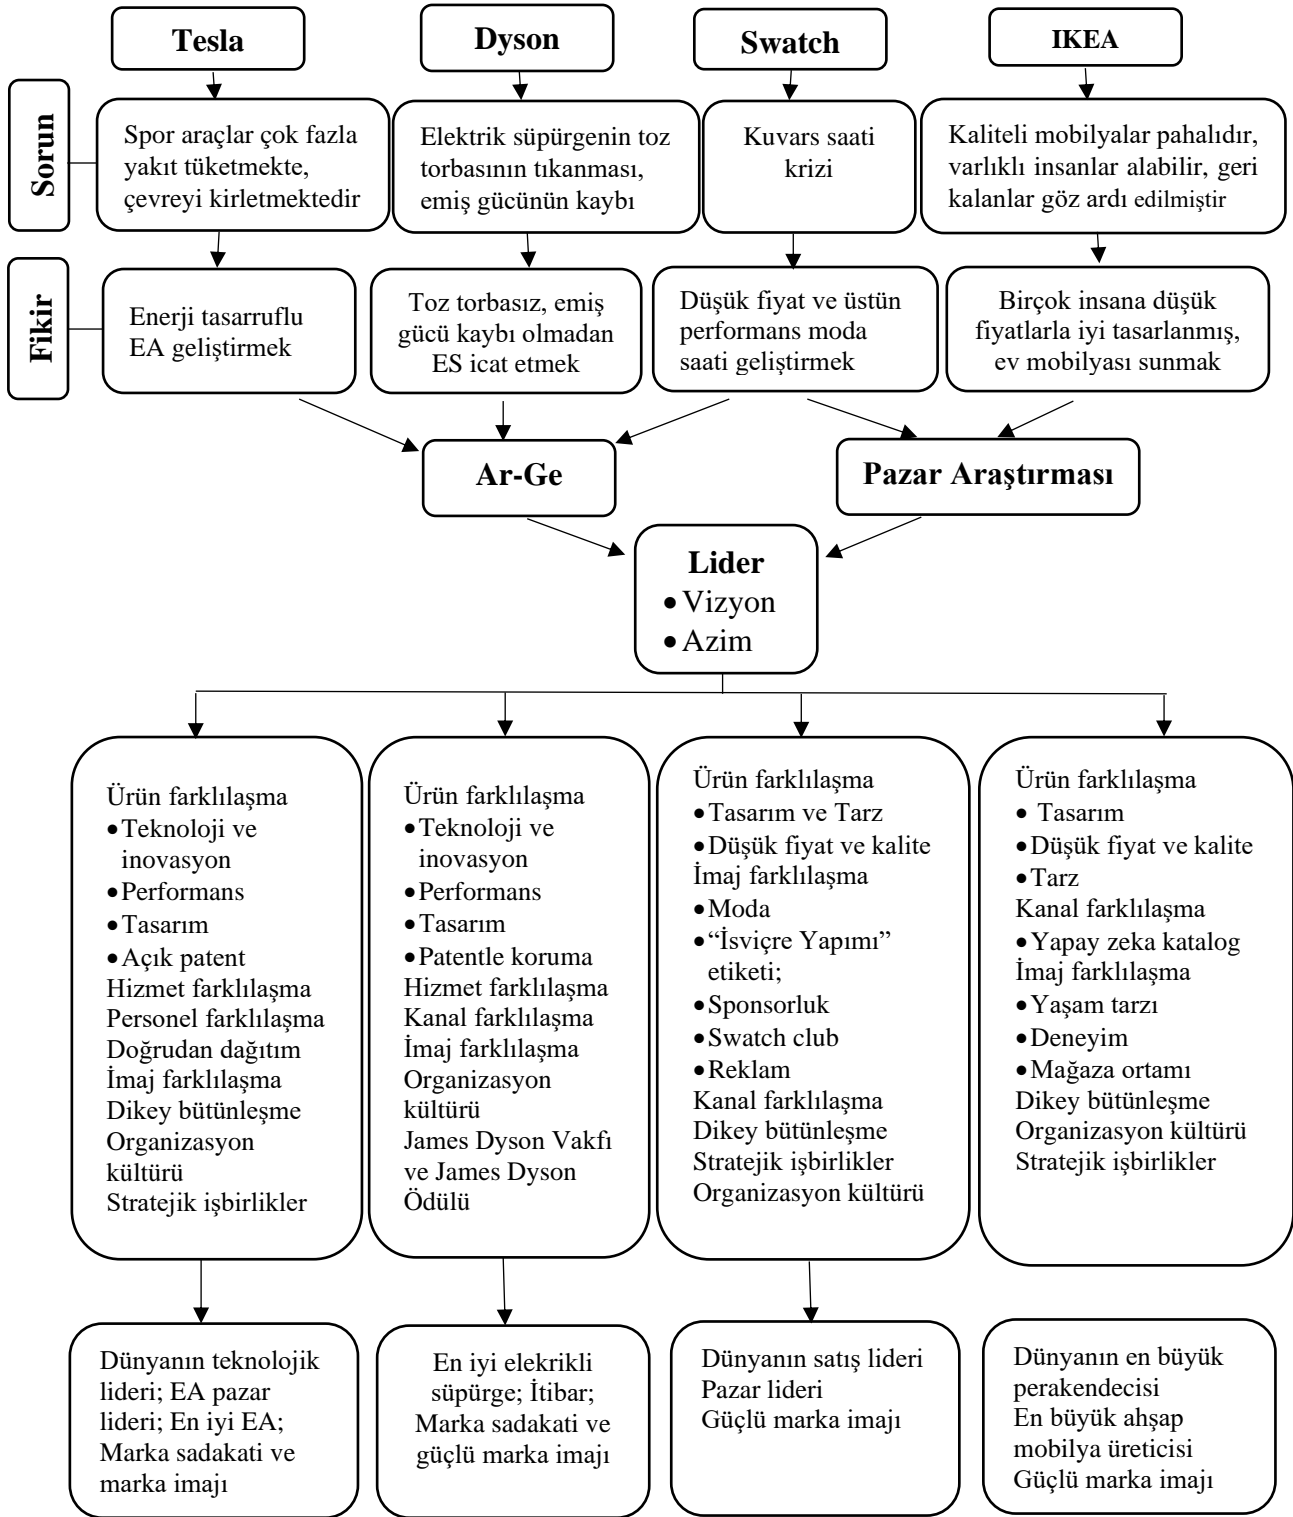 Tesla
Dyson
Swatch
IKEA
Sorun
Spor araçlar çok fazla
yakıt tüketmekte,
çevreyi kirletmektedir
Elektrik süpürgenin toz
torbasının tıkanması,
emiş gücünün kaybı
Kuvars saati
krizi
Kaliteli mobilyalar pahalıdır,
varlıklı insanlar alabilir, geri
kalanlar göz ardı edilmiştir
Fikir
Enerji tasarruflu
EA geliştirmek
Toz torbasız, emiş
gücü kaybı olmadan
ES icat etmek
Düşük fiyat ve üstün
performans moda
saati geliştirmek
Birçok insana düşük
fiyatlarla iyi tasarlanmış,
ev mobilyası sunmak
Ar-Ge
Pazar Araştırması
Lider
• Vizyon
• Azim
Ürün farklılaşma
• Teknoloji ve
inovasyon
• Performans
• Tasarım
• Açık patent
Hizmet farklılaşma
Personel farklılaşma
Doğrudan dağıtım
İmaj farklılaşma
Dikey bütünleşme
Organizasyon
kültürü
Stratejik işbirlikler
Ürün farklılaşma
• Teknoloji ve
inovasyon
• Performans
• Tasarım
• Patentle koruma
Hizmet farklılaşma
Kanal farklılaşma
İmaj farklılaşma
Organizasyon
kültürü
James Dyson Vakfı
ve James Dyson
Ödülü
Ürün farklılaşma
• Tasarım ve Tarz
• Düşük fiyat ve kalite
İmaj farklılaşma
• Moda
• “İsviçre Yapımı”
etiketi;
• Sponsorluk
• Swatch club
• Reklam
Kanal farklılaşma
Dikey bütünleşme
Stratejik işbirlikler
Organizasyon kültürü
Ürün farklılaşma
• Tasarım
• Düşük fiyat ve kalite
• Tarz
Kanal farklılaşma
• Yapay zeka katalog
İmaj farklılaşma
• Yaşam tarzı
• Deneyim
• Mağaza ortamı
Dikey bütünleşme
Organizasyon kültürü
Stratejik işbirlikler
Dünyanın teknolojik
lideri; EA pazar
lideri; En iyi EA;
Marka sadakati ve
marka imajı
En iyi elekrikli
süpürge; İtibar;
Marka sadakati ve
güçlü marka imajı
Dünyanın satış lideri
Pazar lideri
Güçlü marka imajı
Dünyanın en büyük
perakendecisi
En büyük ahşap
mobilya üreticisi
Güçlü marka imajı